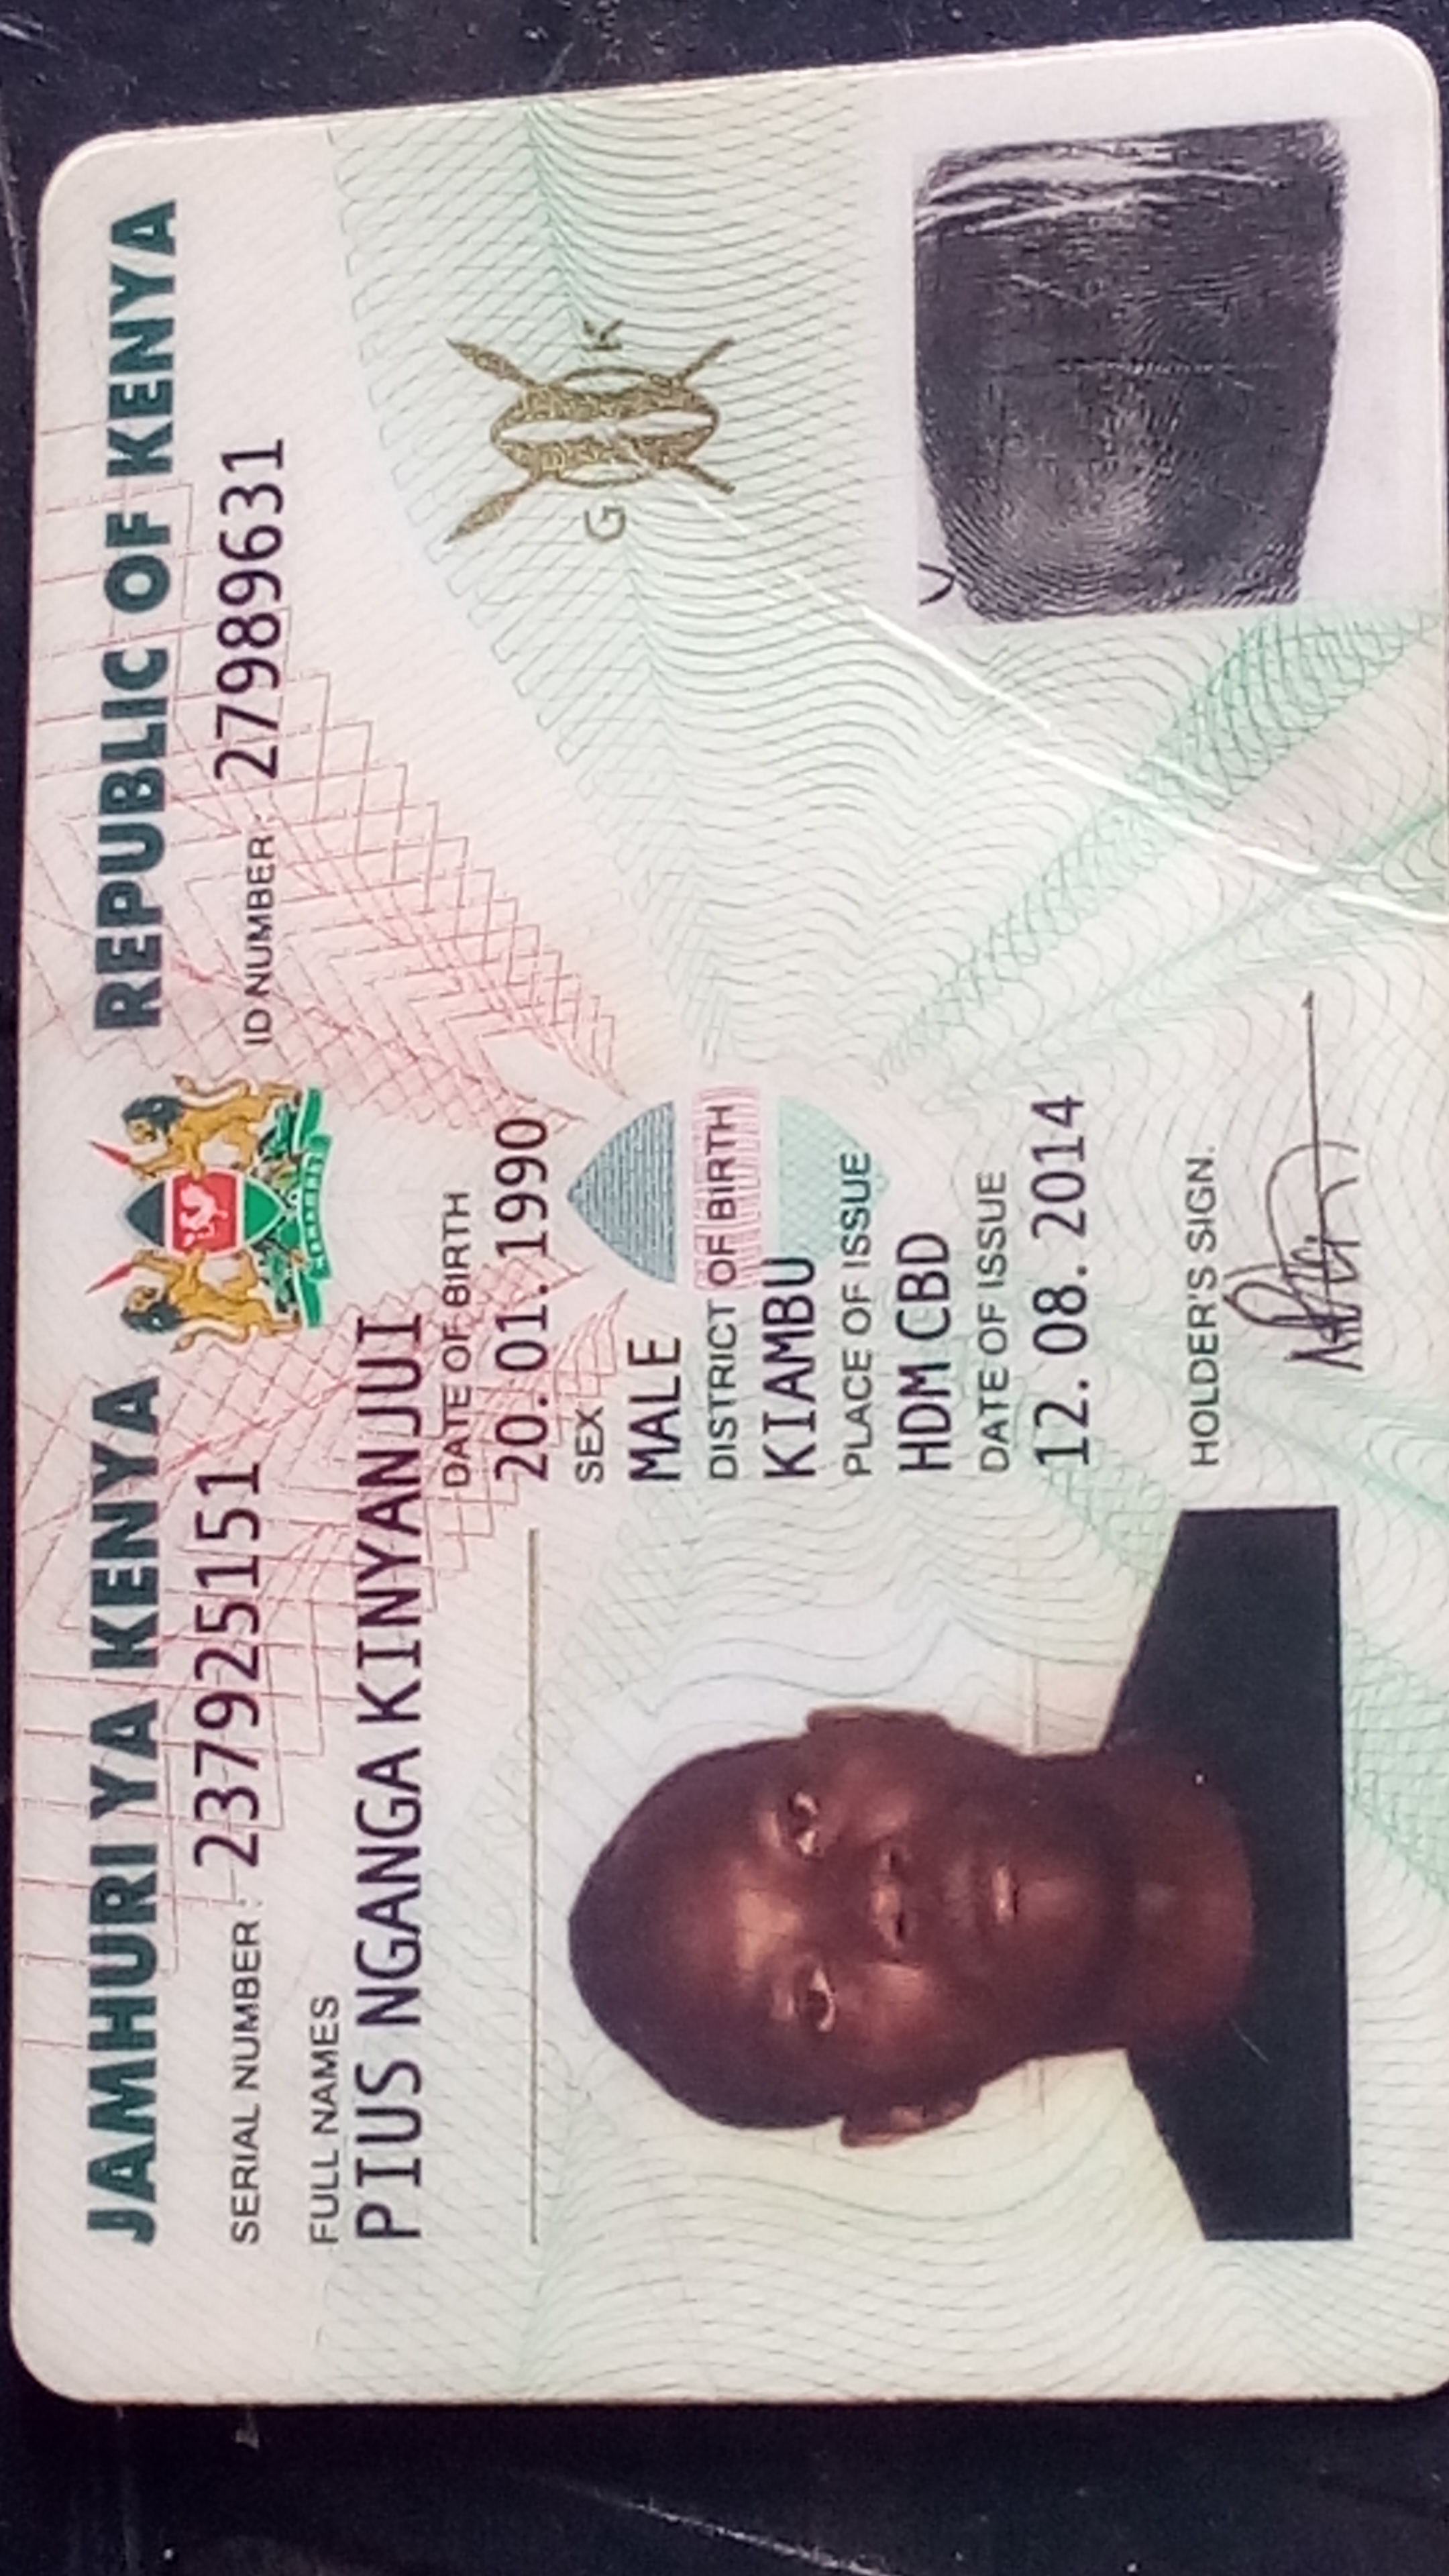 JAMHURI YA KENYA REPUBLIC OF KENYA
SERIAL NUMBER: 237925151 ID NUMBER: 27989631
FULL NAMES
PIUS NGANGA KINYANJUI
DATE OF BIRTH
20.01.1990
SEX
MALE
DISTRICT OF BIRTH
KIAMBU
PLACE OF ISSUE
HDM CBD
DATE OF ISSUE
12.08.2014
HOLDER'S SIGN.
G K